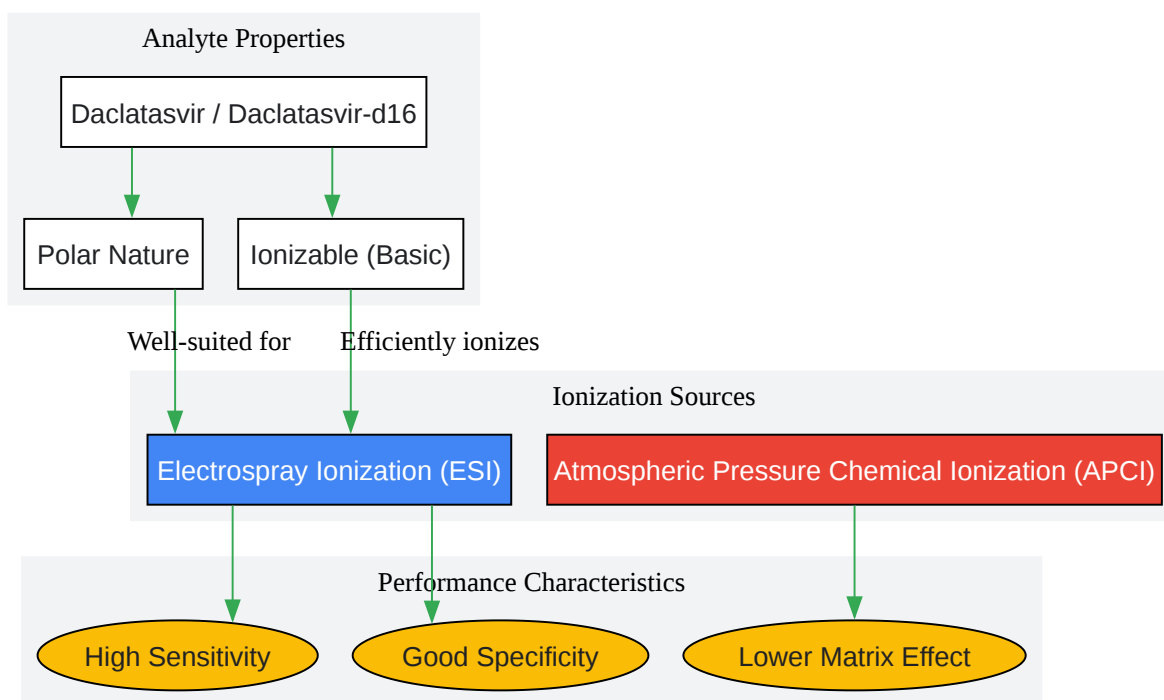 Analyte Properties
Daclatasvir / Daclatasvir-d16
Polar Nature
Ionizable (Basic)
Well-suited for
Efficiently ionizes
Ionization Sources
Electrospray Ionization (ESI)
Atmospheric Pressure Chemical Ionization (APCI)
Performance Characteristics
High Sensitivity
Good Specificity
Lower Matrix Effect